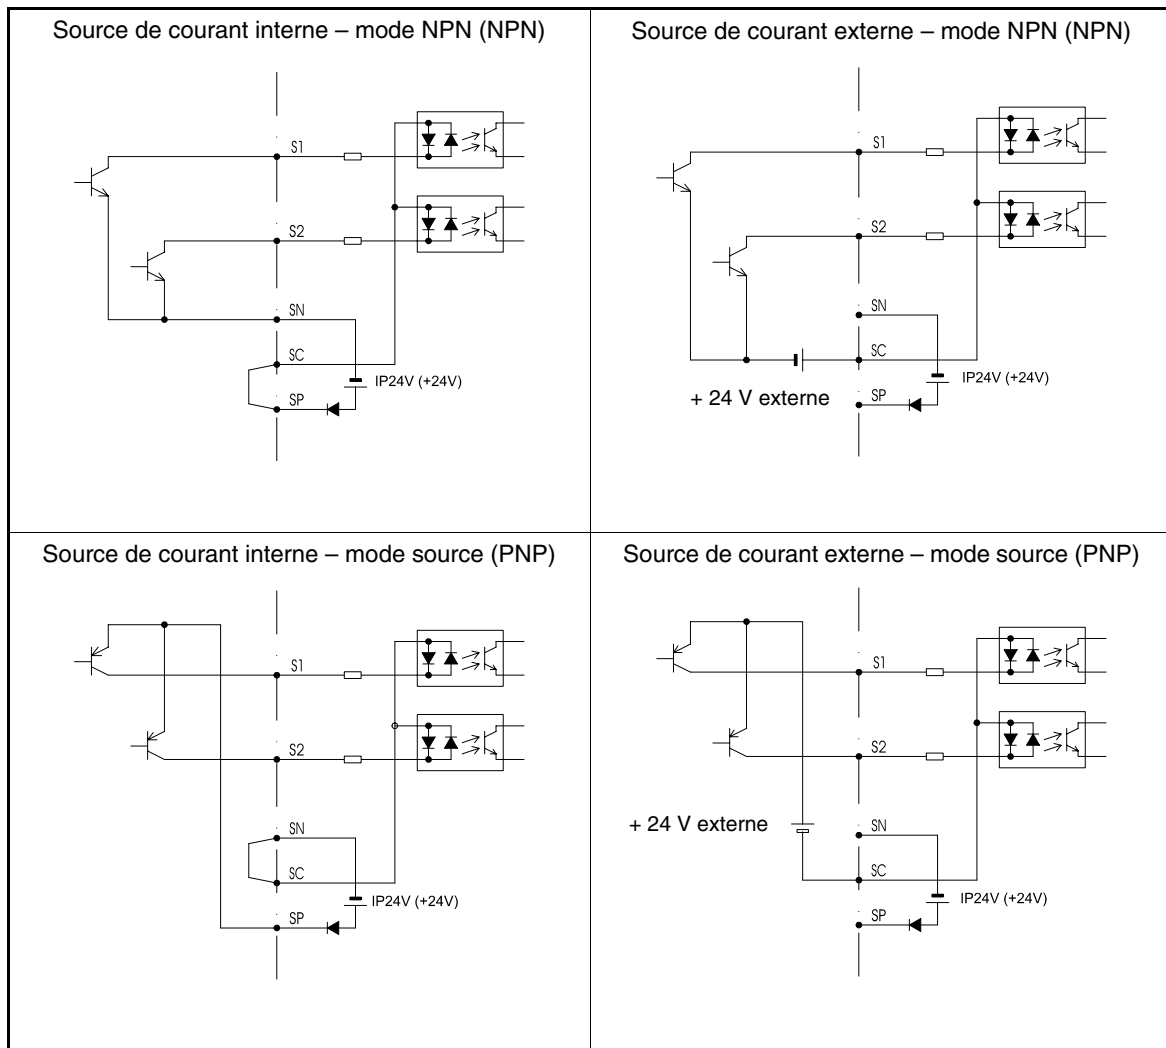 Source de courant interne – mode NPN (NPN)
S1
S2
SN
SC
IP24V (+24V)
SP
Source de courant externe – mode NPN (NPN)
S1
S2
SN
SC
IP24V (+24V)
+ 24 V externe
SP
Source de courant interne – mode source (PNP)
S1
S2
SN
SC
IP24V (+24V)
SP
Source de courant externe – mode source (PNP)
S1
S2
+ 24 V externe
SN
SC
IP24V (+24V)
SP